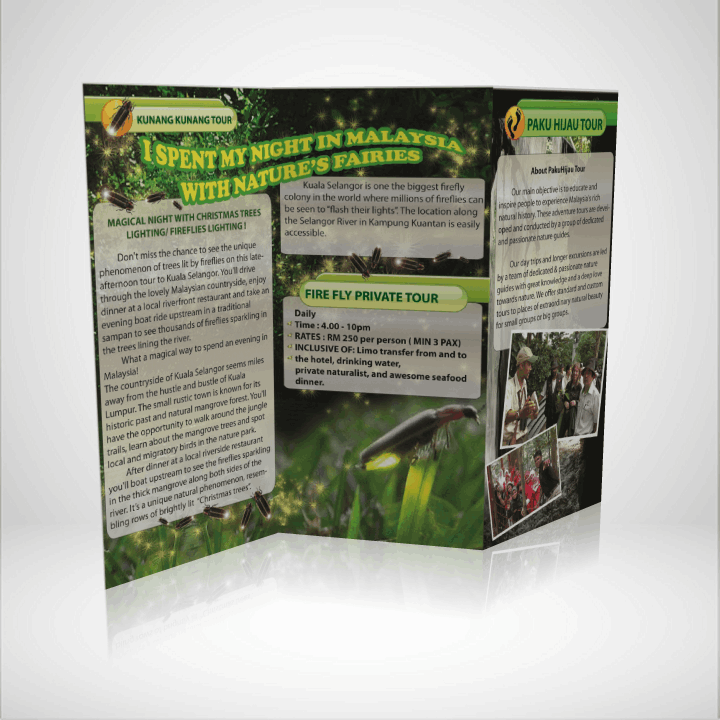 KUNANG KUNANG TOUR
I SPENT MY NIGHT IN MALAYSIA
WITH NATURE'S FAIRIES
MAGICAL NIGHT WITH CHRISTMAS TREES
LIGHTING/ FIREFLIES LIGHTING !
Don't miss the chance to see the unique
phenomenon of trees lit by fireflies on this late-
afternoon tour to Kuala Selangor. You'll drive
through the lovely Malaysian countryside, enjoy
dinner at a local riverfront restaurant and take an
evening boat ride upstream in a traditional
sampan to see thousands of fireflies sparkling in
the trees lining the river.
What a magical way to spend an evening in
Malaysia!
The countryside of Kuala Selangor seems miles
away from the hustle and bustle of Kuala
Lumpur. The small rustic town is known for its
historic past and natural mangrove forest. You'll
have the opportunity to walk around the jungle
trails, learn about the mangrove trees and spot
local and migratory birds in the nature park.
After dinner at a local riverside restaurant
you'll boat upstream to see the fireflies sparkling
in the thick mangrove along both sides of the
river. It's a unique natural phenomenon, resem-
bling rows of brightly lit "Christmas trees".
Kuala Selangor is one the biggest firefly
colony in the world where millions of fireflies can
be seen to "flash their lights". The location along
the Selangor River in Kampung Kuantan is easily
accessible.
FIRE FLY PRIVATE TOUR
Daily
Time : 4.00 - 10pm
RATES : RM 250 per person ( MIN 3 PAX)
INCLUSIVE OF: Limo transfer from and to
the hotel, drinking water,
private naturalist, and awesome seafood
dinner.
PAKU HIJAU TOUR
About PakuHijau Tour
Our main objective is to educate and
inspire people to experience Malaysia's rich
natural history. These adventure tours are devel-
oped and conducted by a group of dedicated
and passionate nature guides.
Our day trips and longer excursions are led
by a team of dedicated & passionate nature
guides with great knowledge and a deep love
towards nature. We offer standard and custom
tours to places of extraordinary natural beauty
for small groups or big groups.